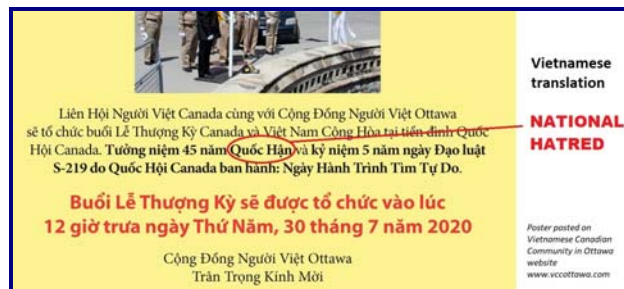 Liên Hội Người Việt Canada cùng với Cộng Đồng Người Việt Ottawa
sẽ tổ chức buổi Lễ Thượng Kỳ Canada và Việt Nam Cộng Hòa tại tiền đình Quốc
Hội Canada. Tưởng niệm 45 năm Quốc Hận và kỷ niệm 5 năm ngày Đạo luật
S-219 do Quốc Hội Canada ban hành: Ngày Hành Trình Tìm Tự Do.
Buổi Lễ Thượng Kỳ sẽ được tổ chức vào lúc
12 giờ trưa ngày Thứ Năm, 30 tháng 7 năm 2020
Cộng Đồng Người Việt Ottawa
Trân Trọng Kính Mời
Vietnamese
translation
NATIONAL
HATRED
Poster posted on
Vietnamese Canadian
Community in Ottawa
website
www.vccottawa.com